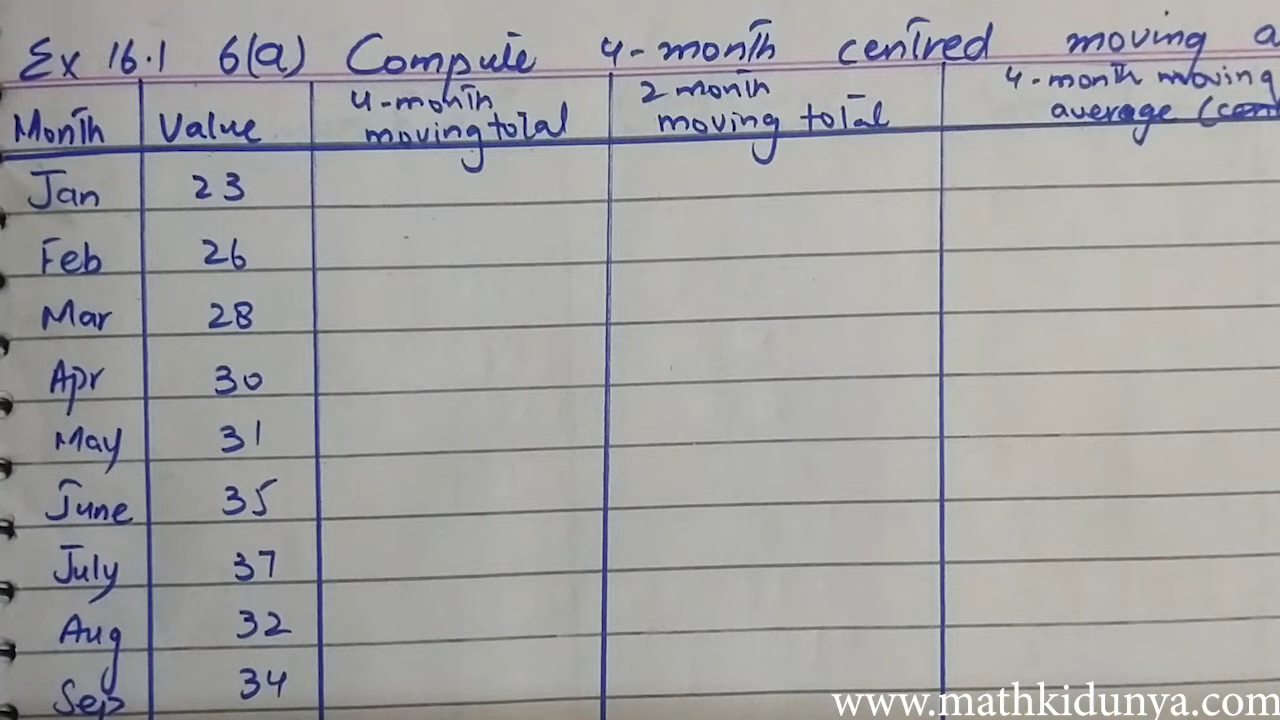 Ex 16.1 6(a) Compute 4-month centred moving a
Month Value 4-month moving total 2 month moving total 4-month moving average (cen
Jan 23
Feb 26
Mar 28
Apr 30
May 31
June 35
July 37
Aug 32
Sep 34
www.mathkidunya.com